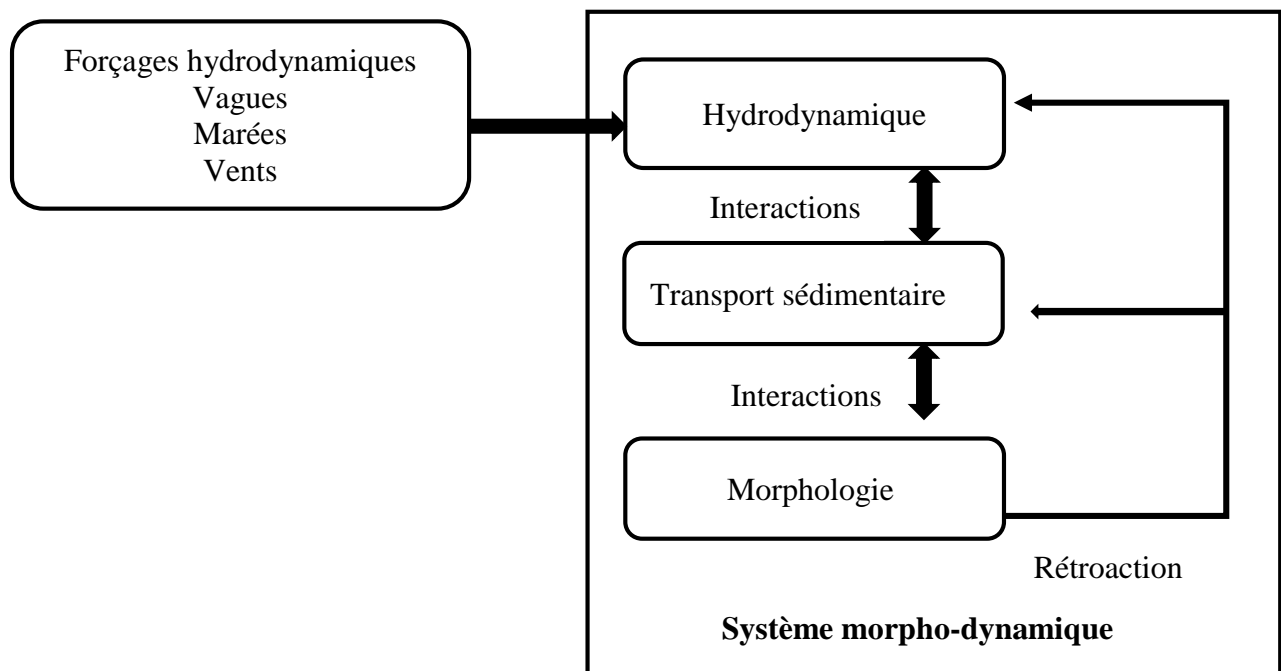 Forçages hydrodynamiques
Vagues
Marées
Vents
Hydrodynamique
Interactions
Transport sédimentaire
Interactions
Morphologie
Rétroaction
Système morpho-dynamique